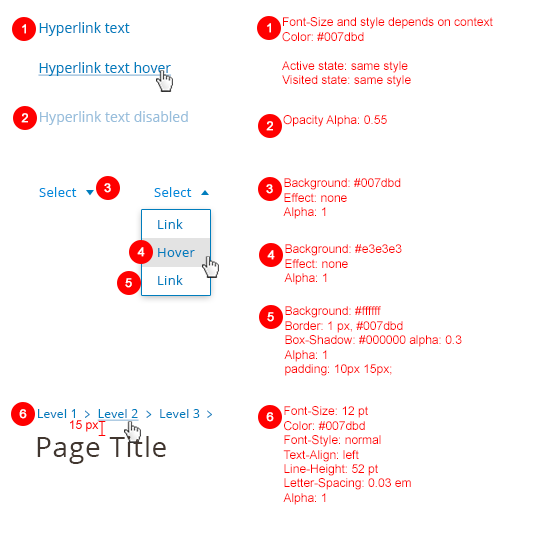 1 Hyperlink text
Hyperlink text hover
2 Hyperlink text disabled
Select 3
Select
Link
4 Hover
5 Link
6 Level 1 > Level 2 > Level 3 >
15 px
Page Title
1 Font-Size and style depends on context
Color: #007dbd
Active state: same style
Visited state: same style
2 Opacity Alpha: 0.55
3 Background: #007dbd
Effect: none
Alpha: 1
4 Background: #e3e3e3
Effect: none
Alpha: 1
5 Background: #ffffff
Border: 1 px, #007dbd
Box-Shadow: #000000 alpha: 0.3
Alpha: 1
padding: 10px 15px;
6 Font-Size: 12 pt
Color: #007dbd
Font-Style: normal
Text-Align: left
Line-Height: 52 pt
Letter-Spacing: 0.03 em
Alpha: 1